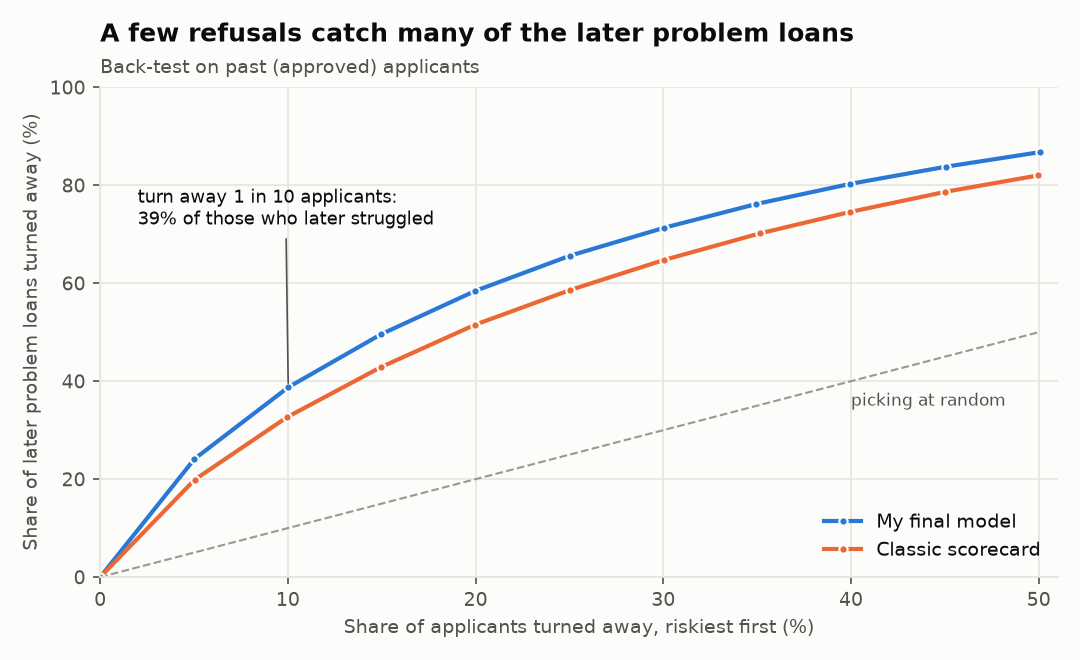 A few refusals catch many of the later problem loans
Back-test on past (approved) applicants
Share of later problem loans turned away (%)
100
80
60
40
20
0
turn away 1 in 10 applicants:
39% of those who later struggled
picking at random
My final model
Classic scorecard
0 10 20 30 40 50
Share of applicants turned away, riskiest first (%)